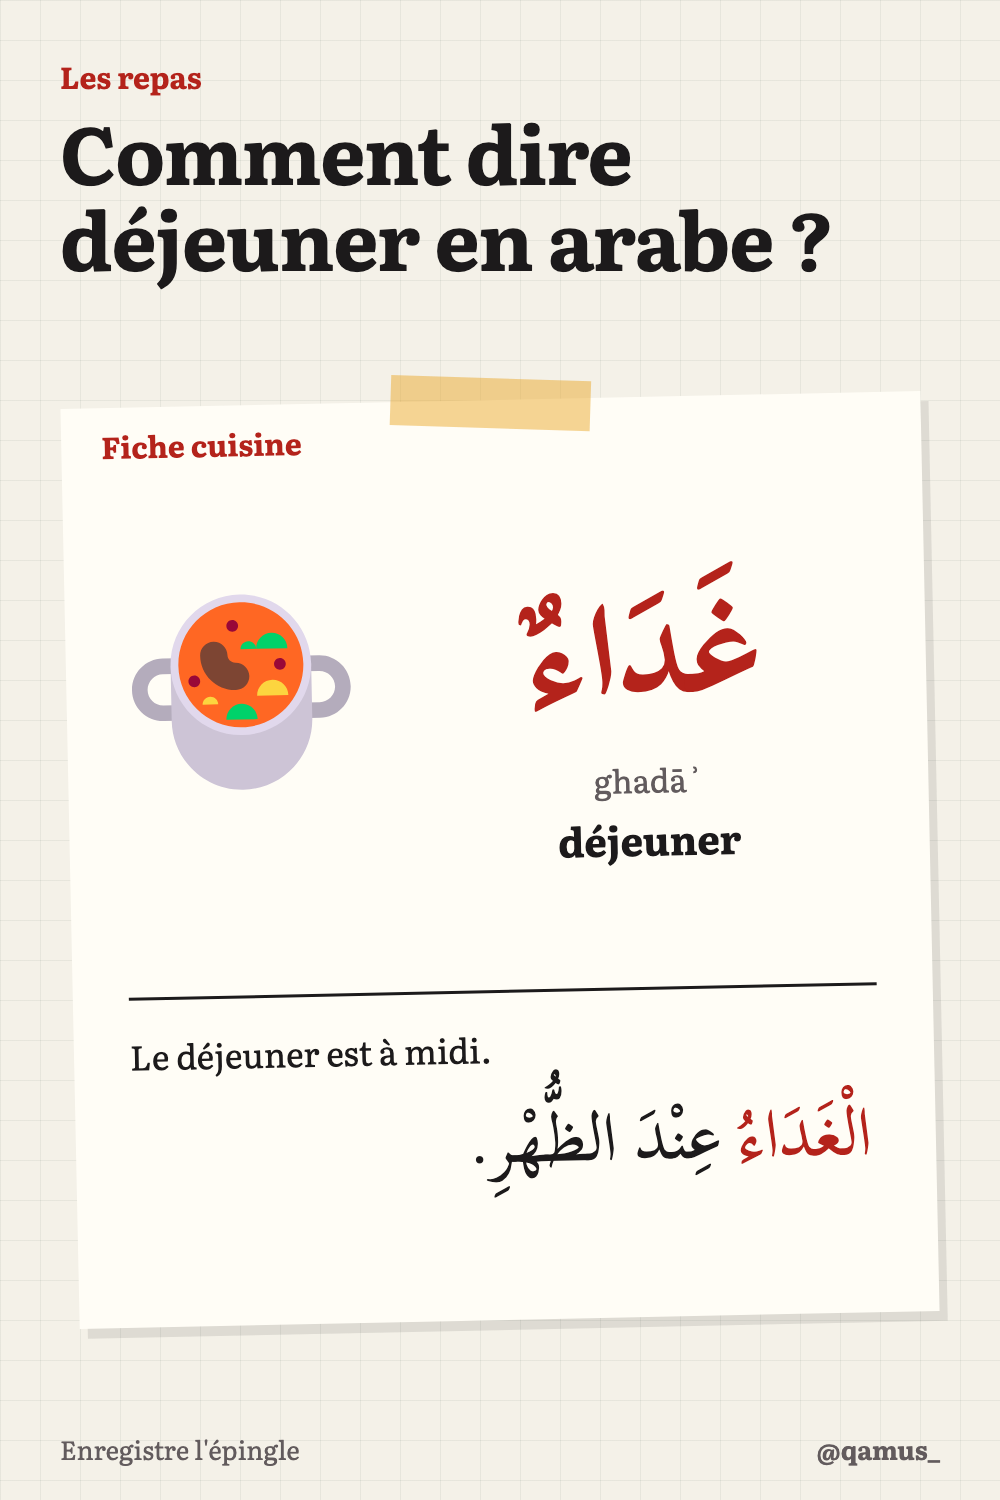 Les repas
Comment dire
déjeuner en arabe ?
Fiche cuisine
غَدَاءٌ
ghadāʾ
déjeuner
Le déjeuner est à midi.
الْغَدَاءُ عِنْدَ الظُّهْرِ.
Enregistre l'épingle
@qamus_